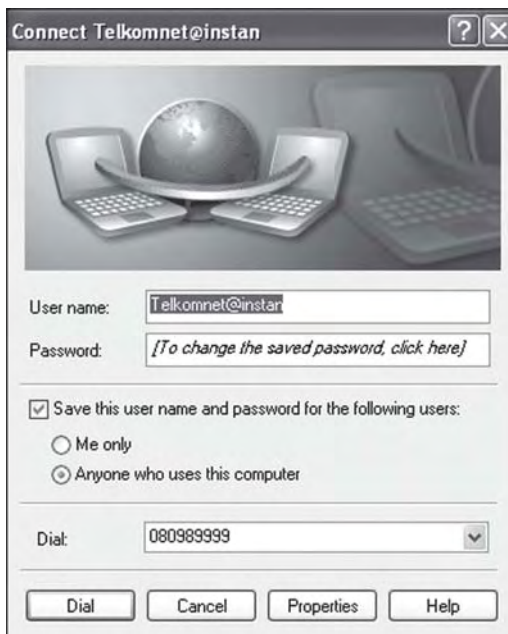 Connect Telkomnet@instan
User name: Telkomnet@instan
Password: [To change the saved password, click here]
Save this user name and password for the following users:
Me only
Anyone who uses this computer
Dial: 080989999
Dial Cancel Properties Help